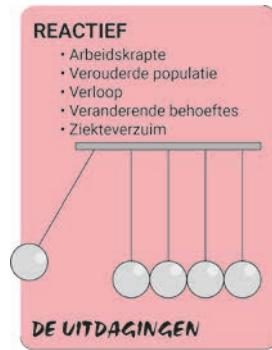 REACTIEF
• Arbeidskrapte
• Verouderde populatie
• Verloop
• Veranderende behoeftes
• Ziekteverzuim
DE UITDAGINGEN